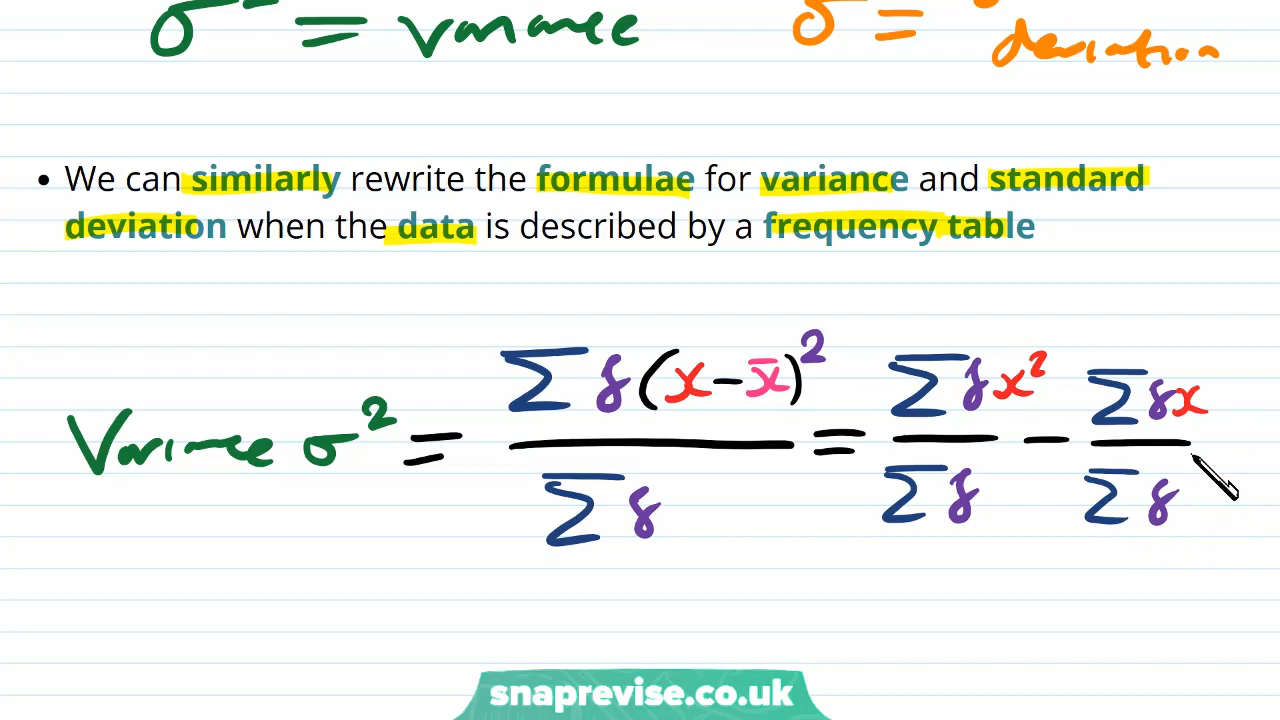 σ² = variance σ = deviation
• We can similarly rewrite the formulae for variance and standard
deviation when the data is described by a frequency table
Variance σ² = Σf(x-x̄)² / Σf = Σfx² / Σf - Σfx / Σf
snaprevise.co.uk